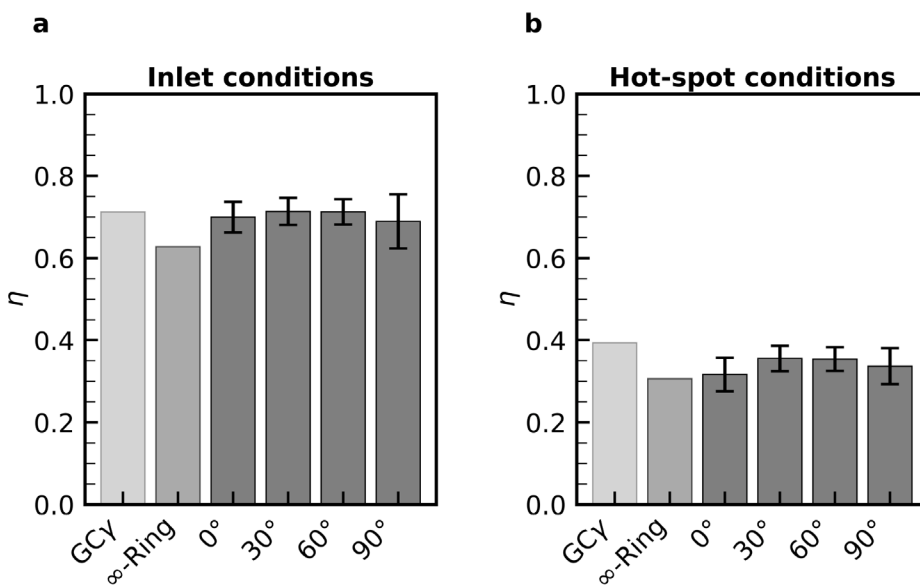 a
Inlet conditions
1.0
0.8
0.6
0.4
0.2
0.0
η
GCγ
∞-Ring
0°
30°
60°
90°
b
Hot-spot conditions
1.0
0.8
0.6
0.4
0.2
0.0
η
GCγ
∞-Ring
0°
30°
60°
90°